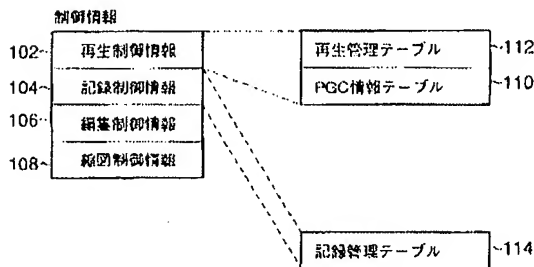 制御情報
102 再生制御情報
104 記録制御情報
106 編集制御情報
108 縮図制御情報
再生管理テーブル 112
PGC情報テーブル 110
記録管理テーブル 114